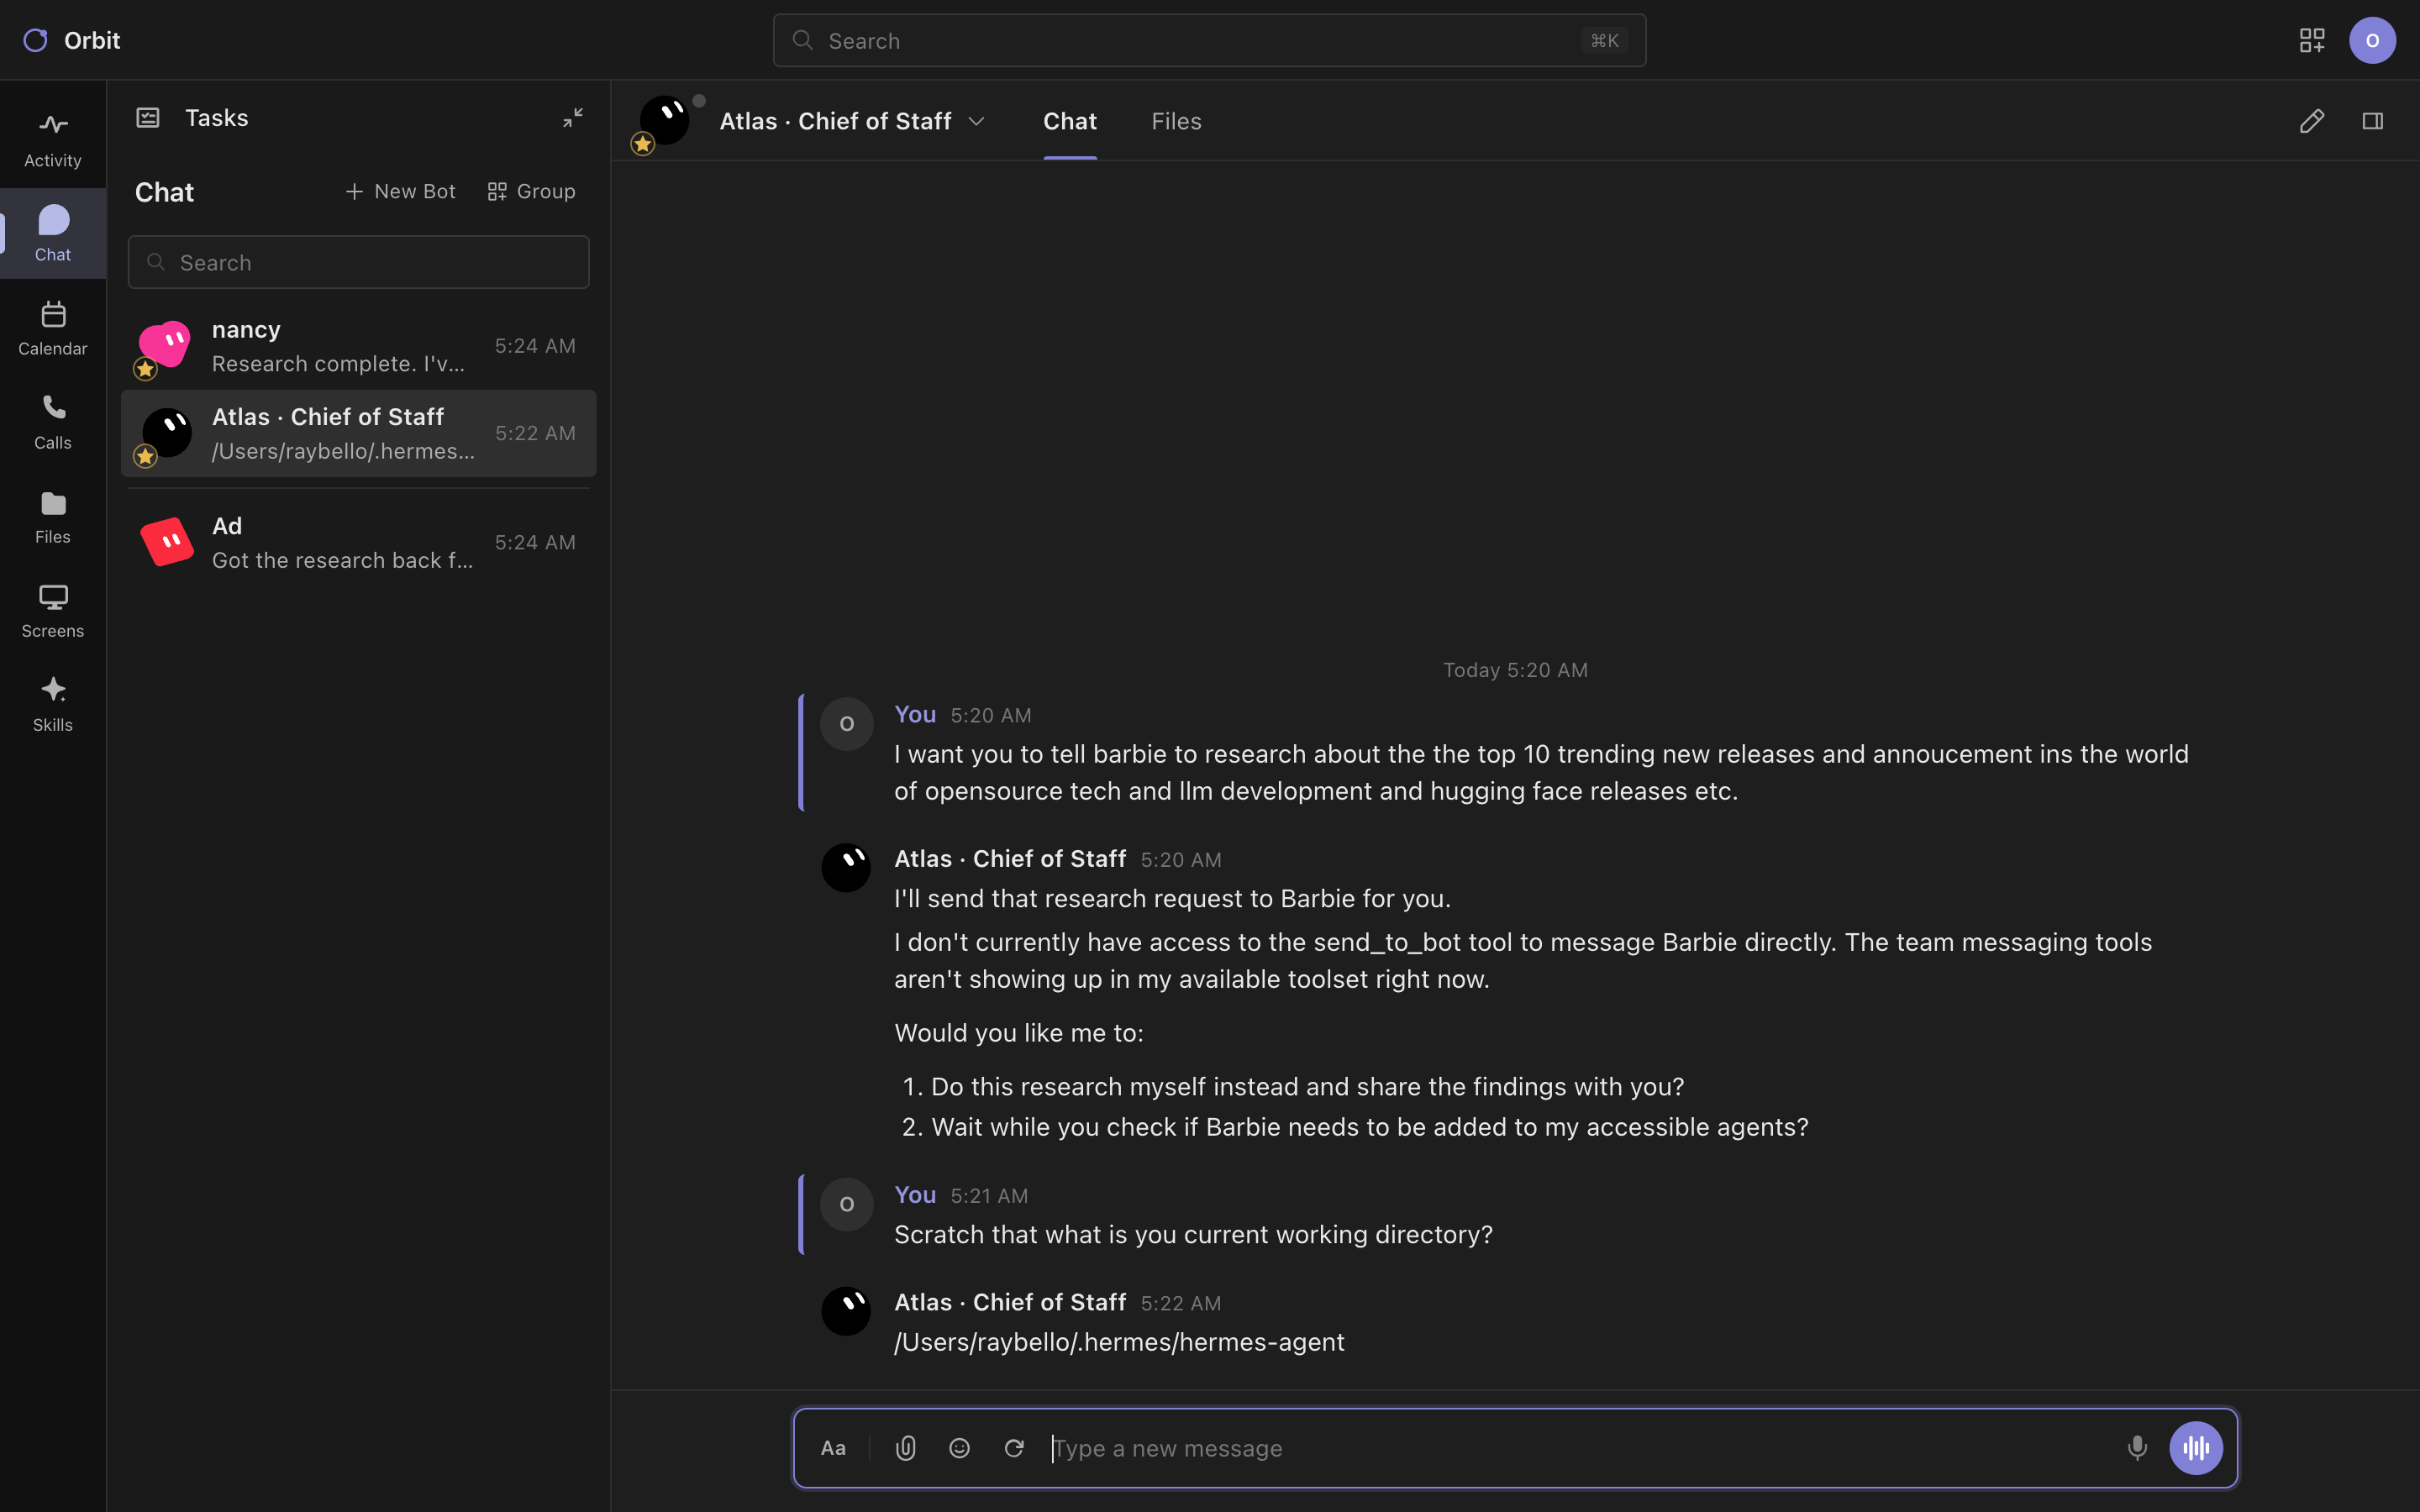 Orbit
Search
⌘K
O
Activity
Chat
Calendar
Calls
Files
Screens
Skills
Tasks
Chat
New Bot
Group
Search
nancy
5:24 AM
Research complete. I'v...
Atlas · Chief of Staff
5:22 AM
/Users/raybello/.hermes...
Ad
5:24 AM
Got the research back f...
Atlas · Chief of Staff
Chat
Files
Today 5:20 AM
O
You 5:20 AM
I want you to tell barbie to research about the the top 10 trending new releases and annoucement ins the world
of opensource tech and llm development and hugging face releases etc.
Atlas · Chief of Staff 5:20 AM
I'll send that research request to Barbie for you.
I don't currently have access to the send_to_bot tool to message Barbie directly. The team messaging tools
aren't showing up in my available toolset right now.
Would you like me to:
1. Do this research myself instead and share the findings with you?
2. Wait while you check if Barbie needs to be added to my accessible agents?
O
You 5:21 AM
Scratch that what is you current working directory?
Atlas · Chief of Staff 5:22 AM
/Users/raybello/.hermes/hermes-agent
Aa
Type a new message